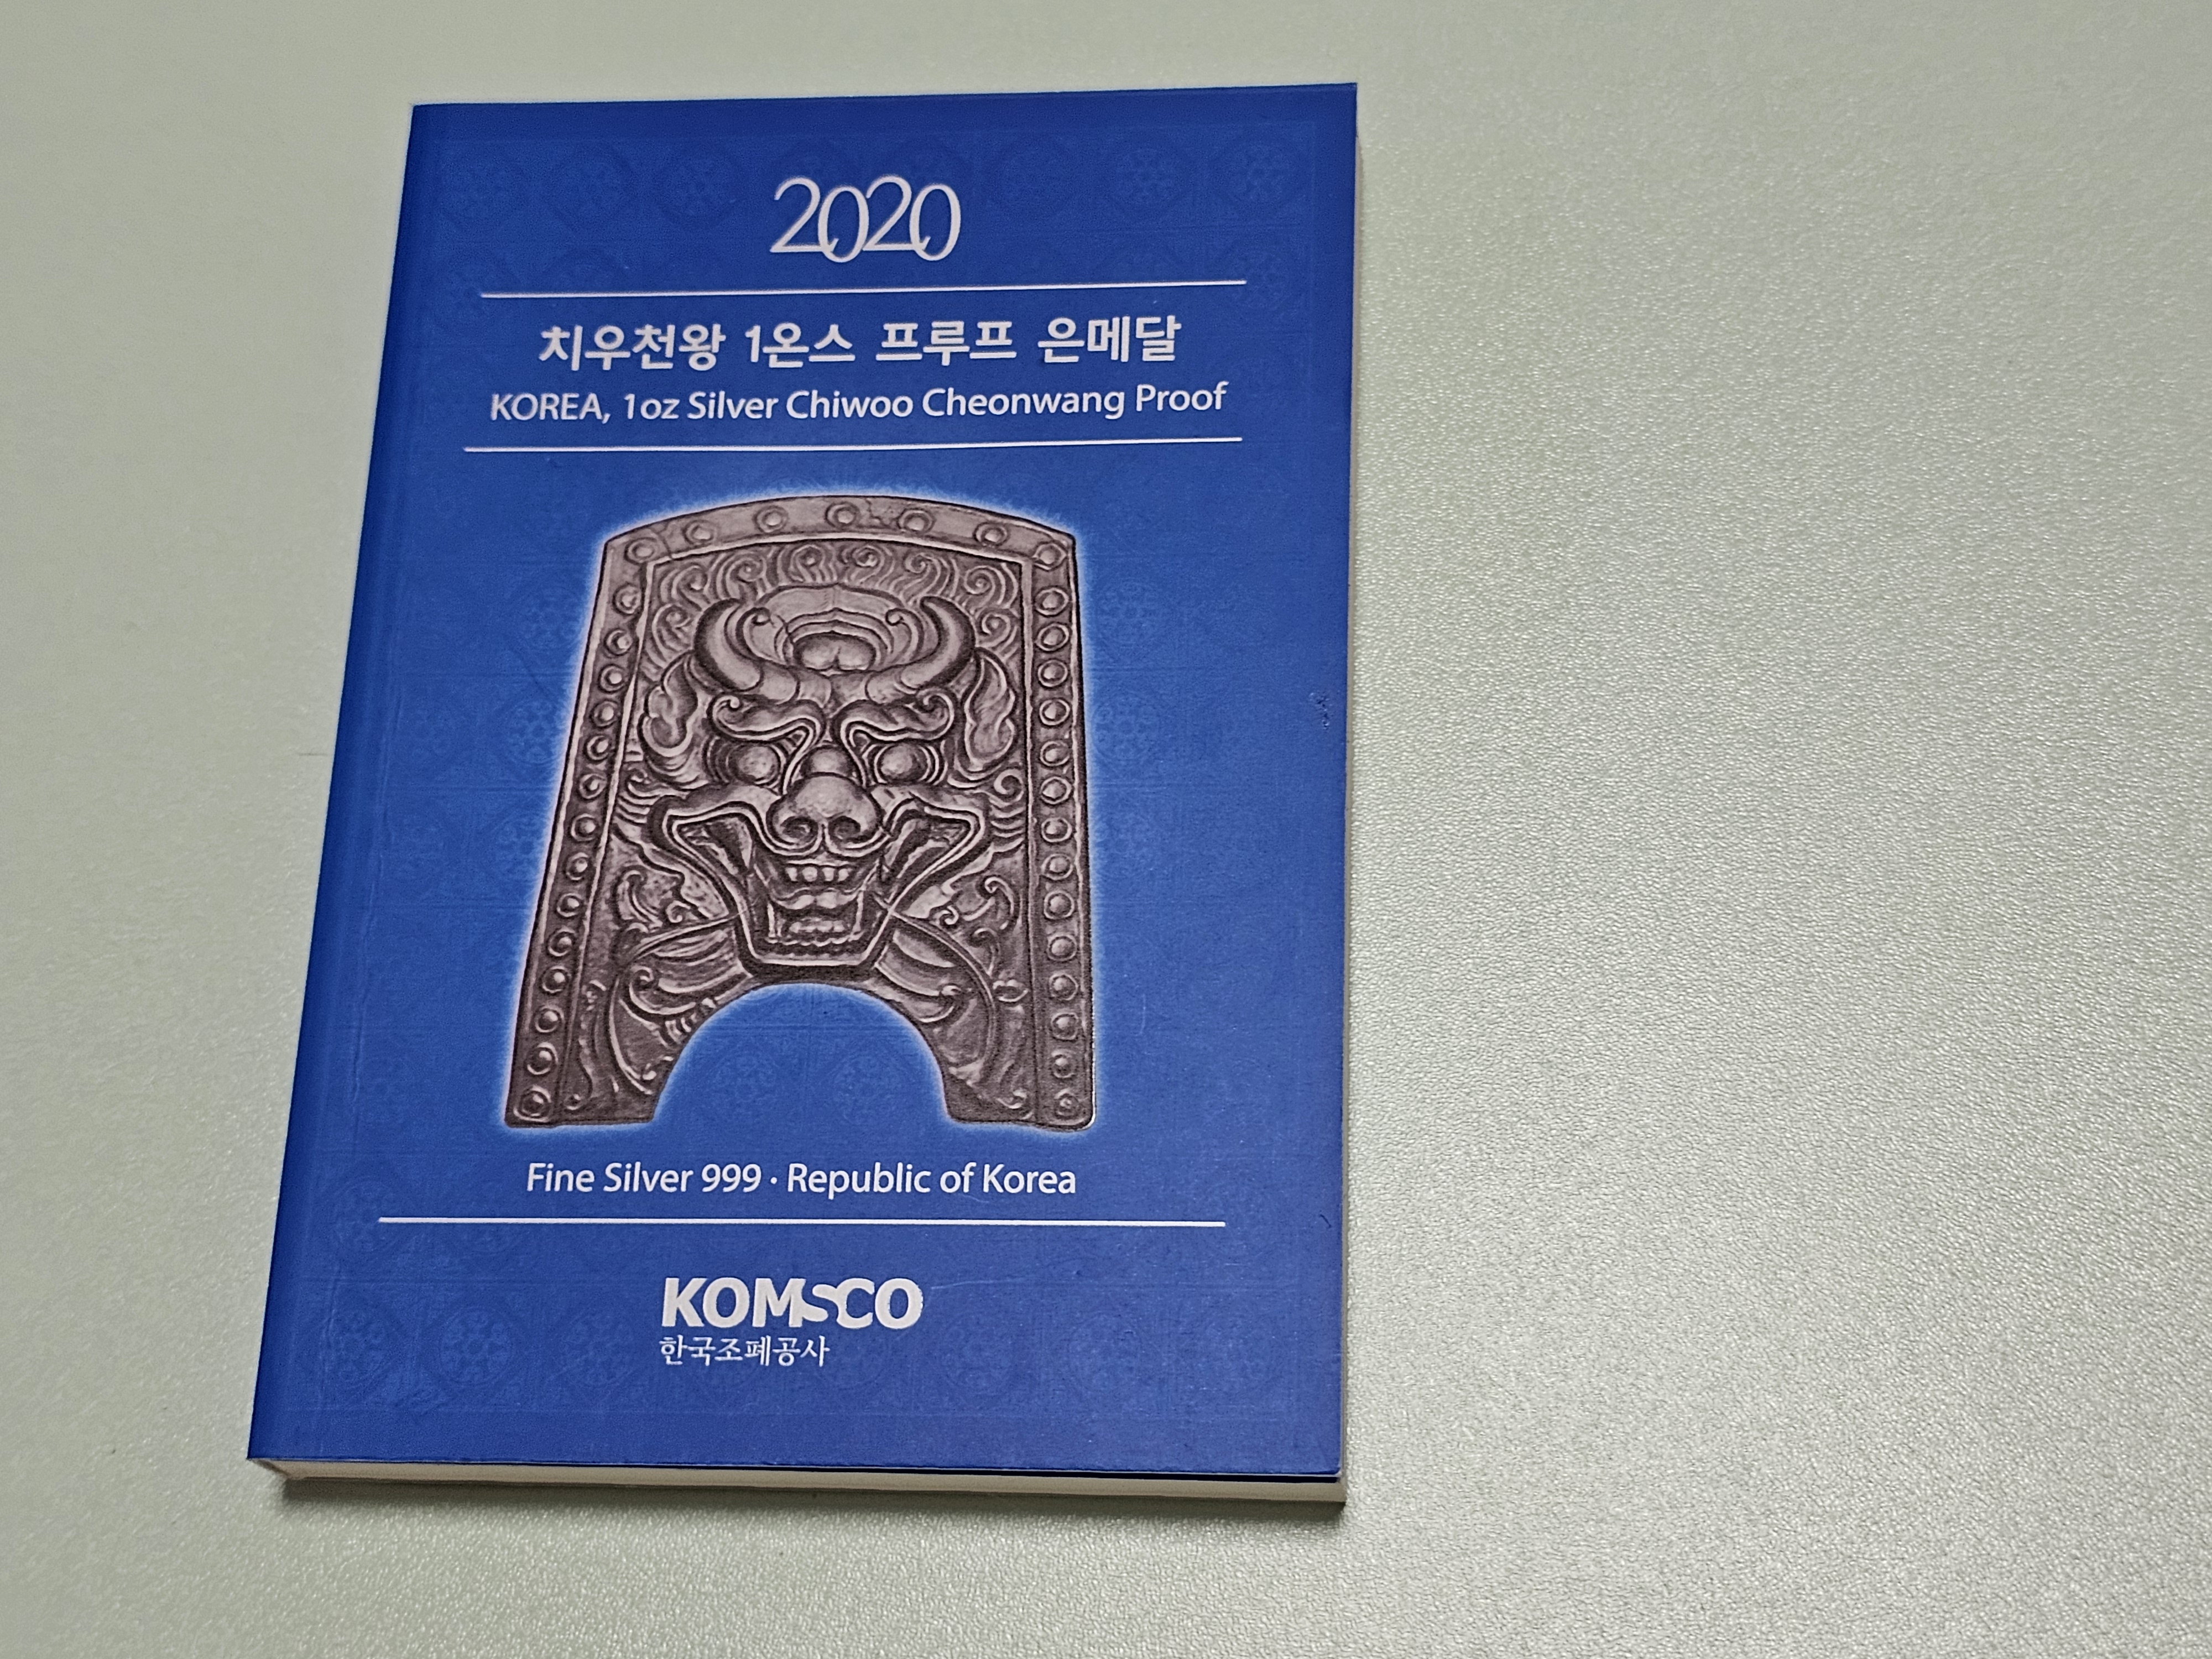 2020
치우천왕 1온스 프루프 은메달
KOREA, 1oz Silver Chiwoo Cheonwang Proof
Fine Silver 999 · Republic of Korea
KOMSCO
한국조폐공사